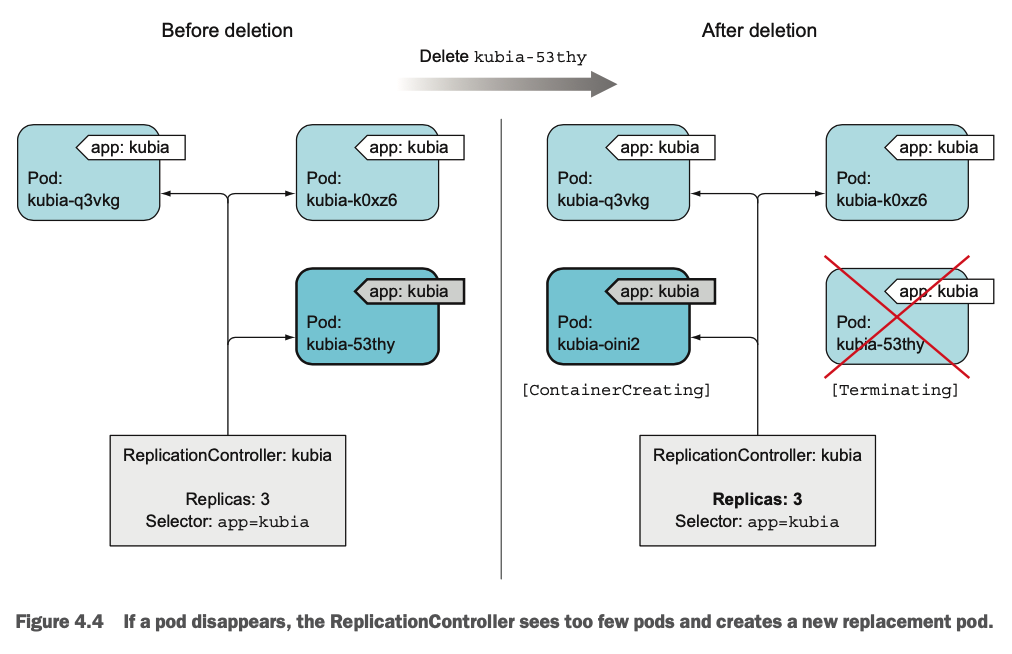 Before deletion
After deletion
Delete kubia-53thy
app: kubia
Pod:
kubia-q3vkg
app: kubia
Pod:
kubia-k0xz6
app: kubia
Pod:
kubia-53thy
ReplicationController: kubia
Replicas: 3
Selector: app=kubia
app: kubia
Pod:
kubia-q3vkg
app: kubia
Pod:
kubia-k0xz6
app: kubia
Pod:
kubia-oini2
[ContainerCreating]
app: kubia
Pod:
kubia-53thy
[Terminating]
ReplicationController: kubia
Replicas: 3
Selector: app=kubia
Figure 4.4 If a pod disappears, the ReplicationController sees too few pods and creates a new replacement pod.